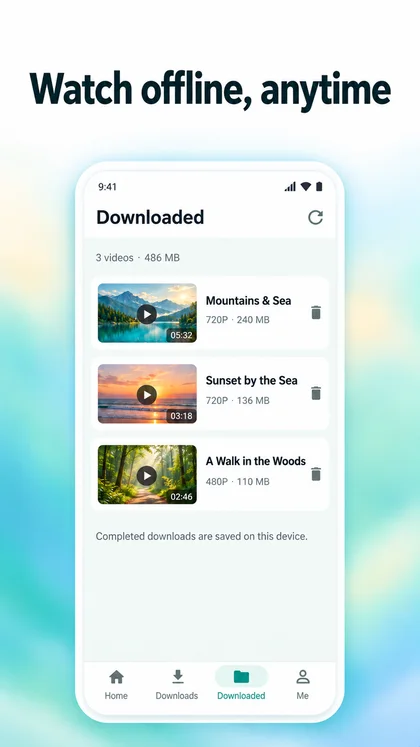 Watch offline, anytime
9:41
Downloaded
3 videos · 486 MB
Mountains & Sea
720P · 240 MB
05:32
Sunset by the Sea
720P · 136 MB
03:18
A Walk in the Woods
480P · 110 MB
02:46
Completed downloads are saved on this device.
Home
Downloads
Downloaded
Me